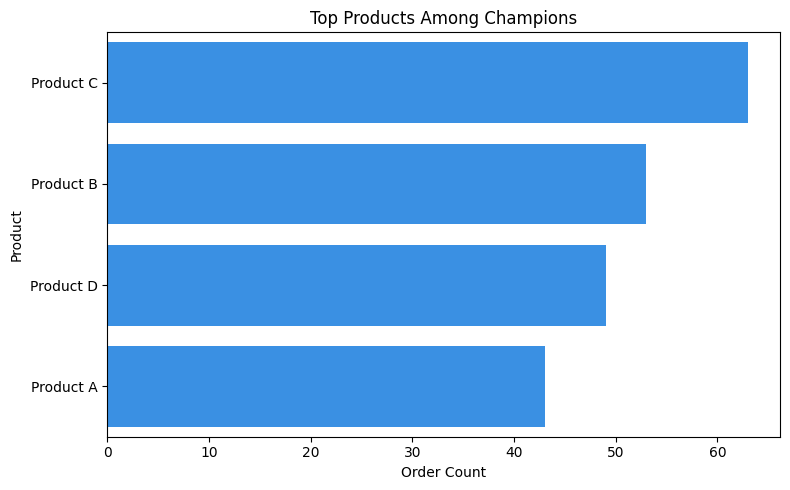 Top Products Among Champions
Product
Product C
Product B
Product D
Product A
0 10 20 30 40 50 60
Order Count